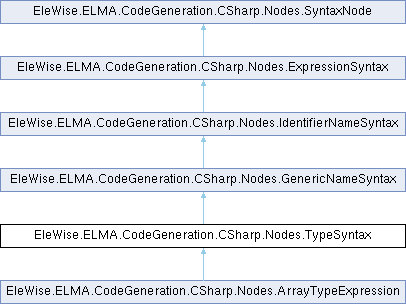 EleWise.ELMA.CodeGeneration.CSharp.Nodes.SyntaxNode
EleWise.ELMA.CodeGeneration.CSharp.Nodes.ExpressionSyntax
EleWise.ELMA.CodeGeneration.CSharp.Nodes.IdentifierNameSyntax
EleWise.ELMA.CodeGeneration.CSharp.Nodes.GenericNameSyntax
EleWise.ELMA.CodeGeneration.CSharp.Nodes.TypeSyntax
EleWise.ELMA.CodeGeneration.CSharp.Nodes.ArrayTypeExpression